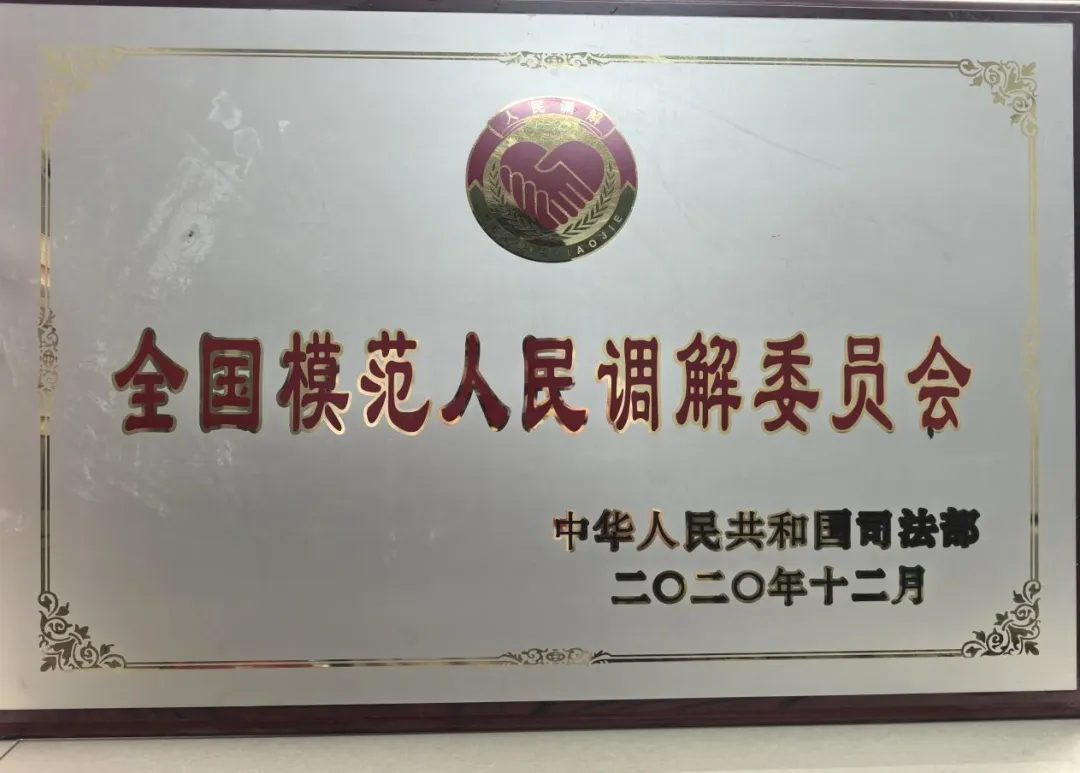 人民调解
AOJIE
全国模范人民调解委员会
中华人民共和国司法部
二〇二〇年十二月